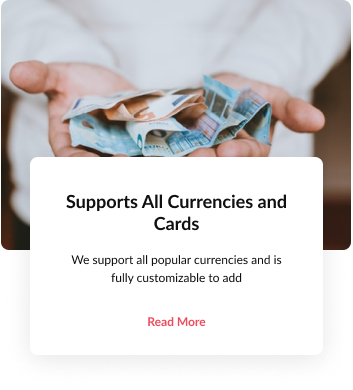 Supports All Currencies and
Cards
We support all popular currencies and is
fully customizable to add
Read More